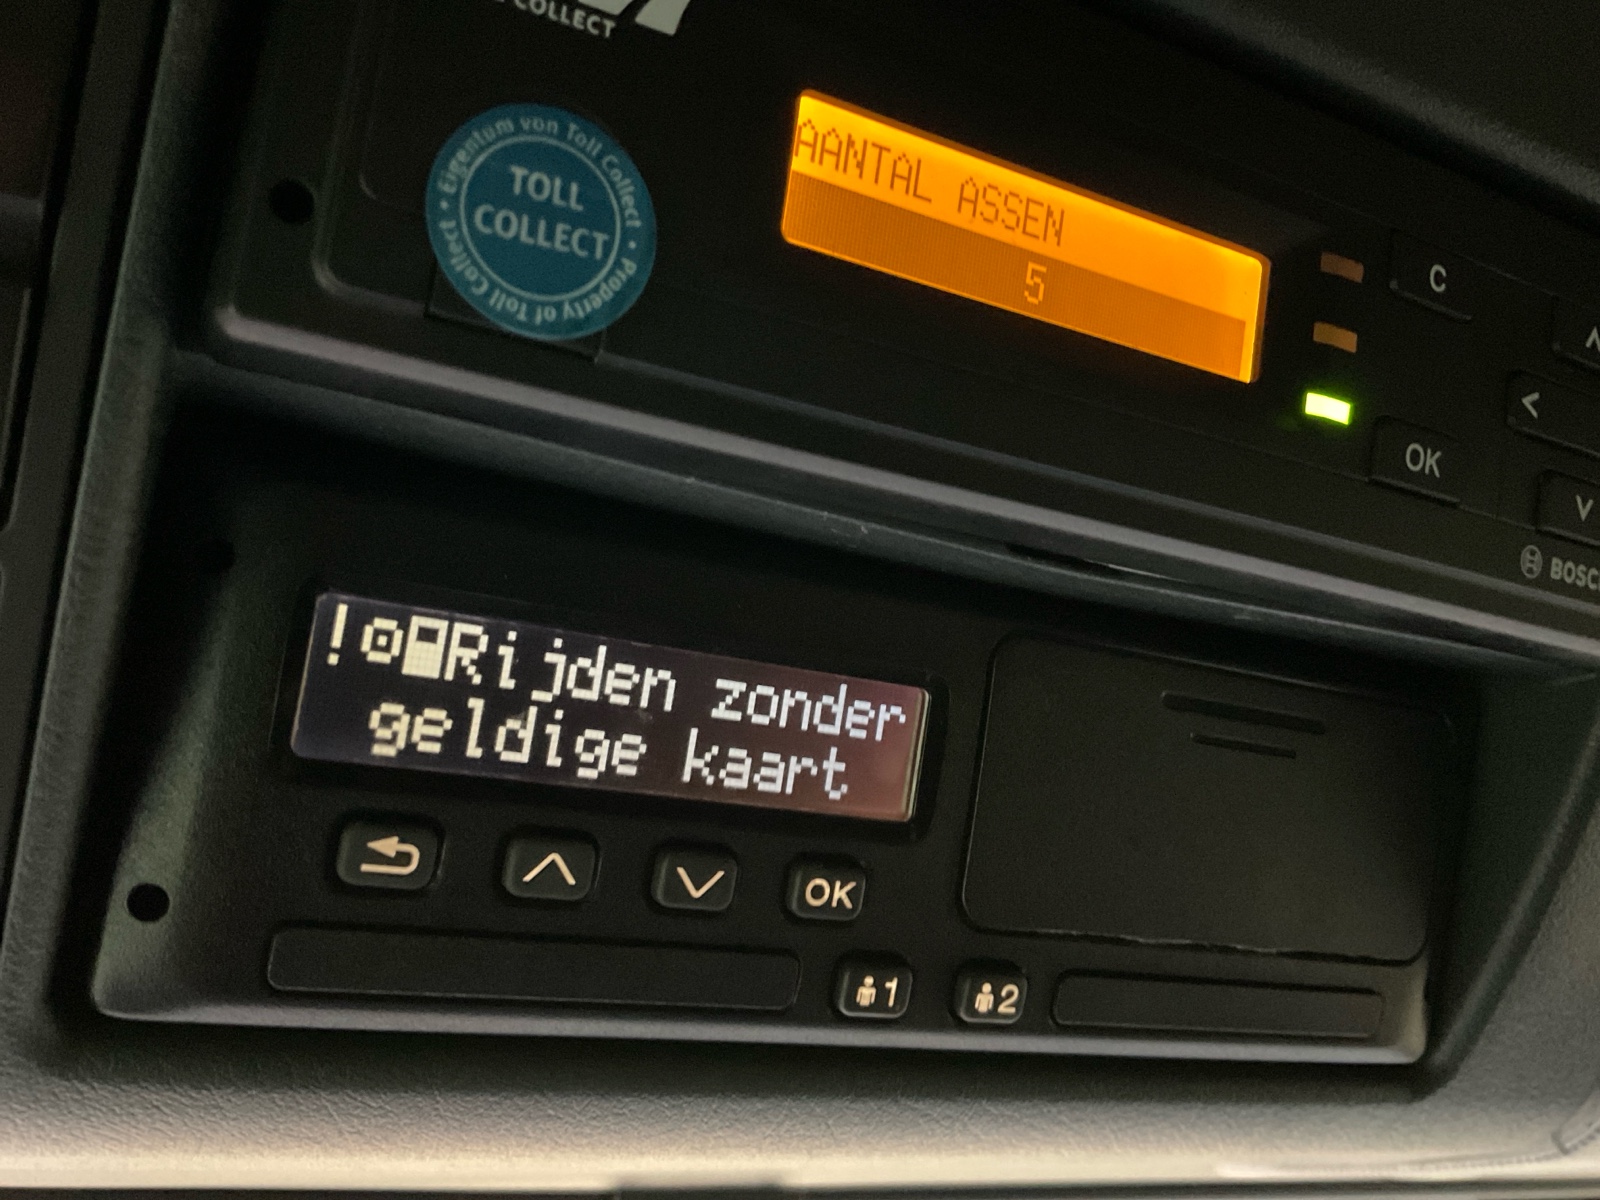 COLLECT
Eigentum von Toll Collect • Property of Toll Collect •
TOLL
COLLECT
AANTAL ASSEN
5
C
<
OK
BOSCH
!
Rijden zonder
geldige kaart
OK
1
2